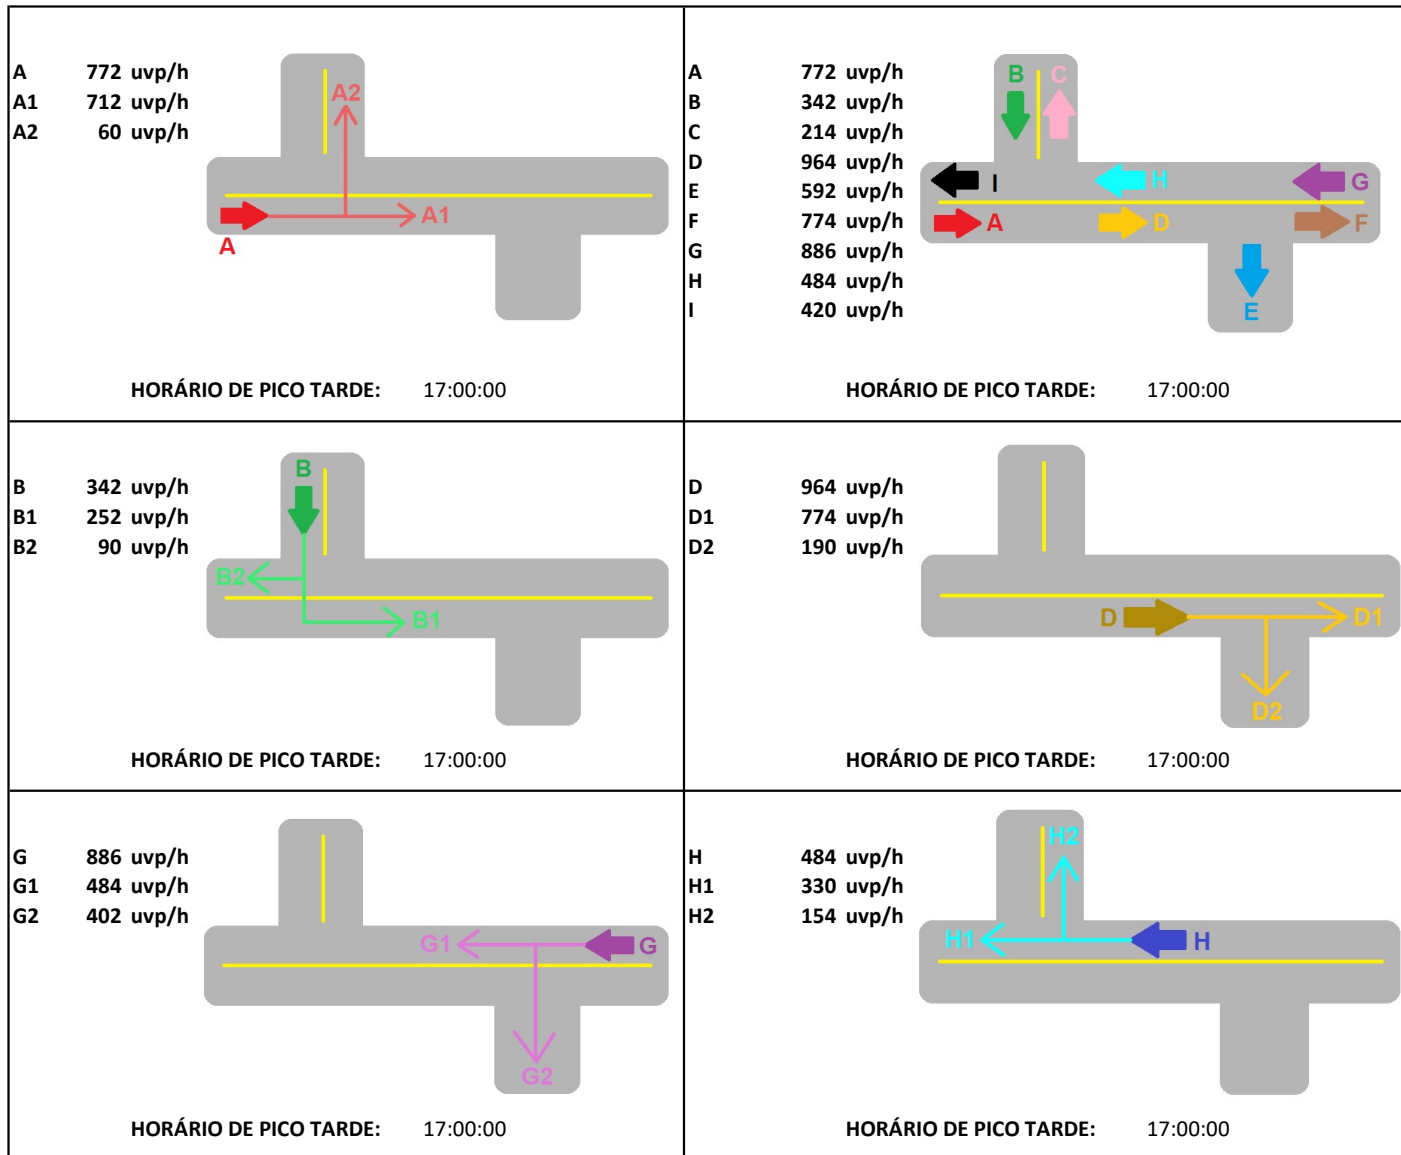 A 772 uvp/h
A1 712 uvp/h
A2 60 uvp/h
A2
A1
A
HORÁRIO DE PICO TARDE: 17:00:00
A 772 uvp/h
B 342 uvp/h
C 214 uvp/h
D 964 uvp/h
E 592 uvp/h
F 774 uvp/h
G 886 uvp/h
H 484 uvp/h
I 420 uvp/h
B C
I H G
A D F
E
HORÁRIO DE PICO TARDE: 17:00:00
B 342 uvp/h
B1 252 uvp/h
B2 90 uvp/h
B
B2
B1
HORÁRIO DE PICO TARDE: 17:00:00
D 964 uvp/h
D1 774 uvp/h
D2 190 uvp/h
D D1
D2
HORÁRIO DE PICO TARDE: 17:00:00
G 886 uvp/h
G1 484 uvp/h
G2 402 uvp/h
G1 G
G2
HORÁRIO DE PICO TARDE: 17:00:00
H 484 uvp/h
H1 330 uvp/h
H2 154 uvp/h
H2
H1 H
HORÁRIO DE PICO TARDE: 17:00:00